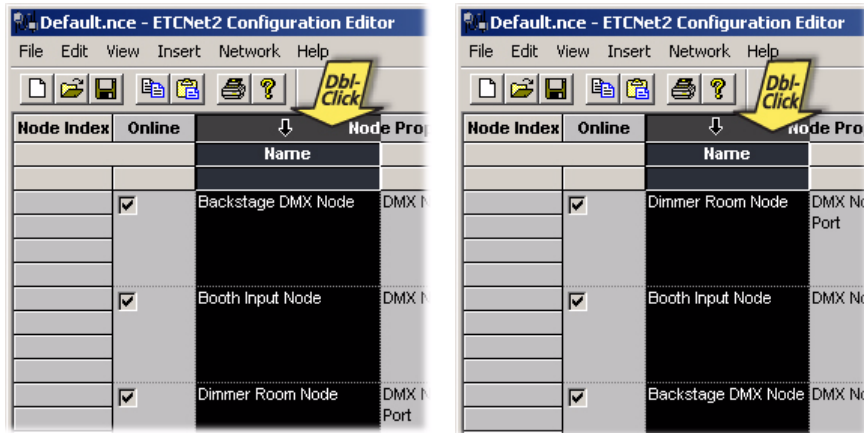 Default.nce - ETCNet2 Configuration Editor
File Edit View Insert Network Help
Dbl-
Click
Node Index Online Node Prop
Name
Backstage DMX Node DMX N
Booth Input Node DMX N
Dimmer Room Node DMX N
Port
Default.nce - ETCNet2 Configuration Editor
File Edit View Insert Network Help
Dbl-
Click
Node Index Online Node Pro
Name
Dimmer Room Node DMX No
Port
Booth Input Node DMX No
Backstage DMX Node DMX No